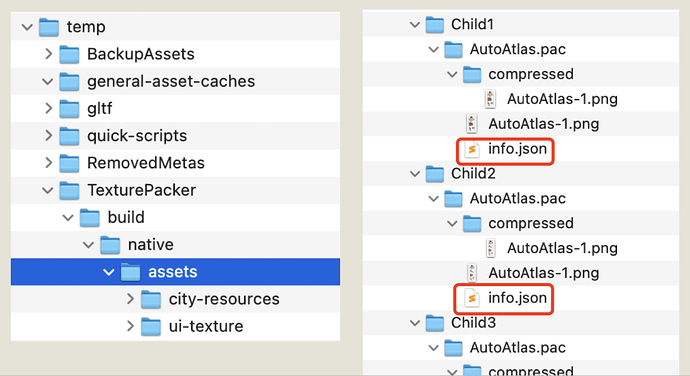 temp
BackupAssets
general-asset-caches
gltf
quick-scripts
RemovedMetas
TexturePacker
build
native
assets
city-resources
ui-texture
Child1
AutoAtlas.pac
compressed
AutoAtlas-1.png
AutoAtlas-1.png
info.json
Child2
AutoAtlas.pac
compressed
AutoAtlas-1.png
AutoAtlas-1.png
info.json
Child3
AutoAtlas.pac
compressed